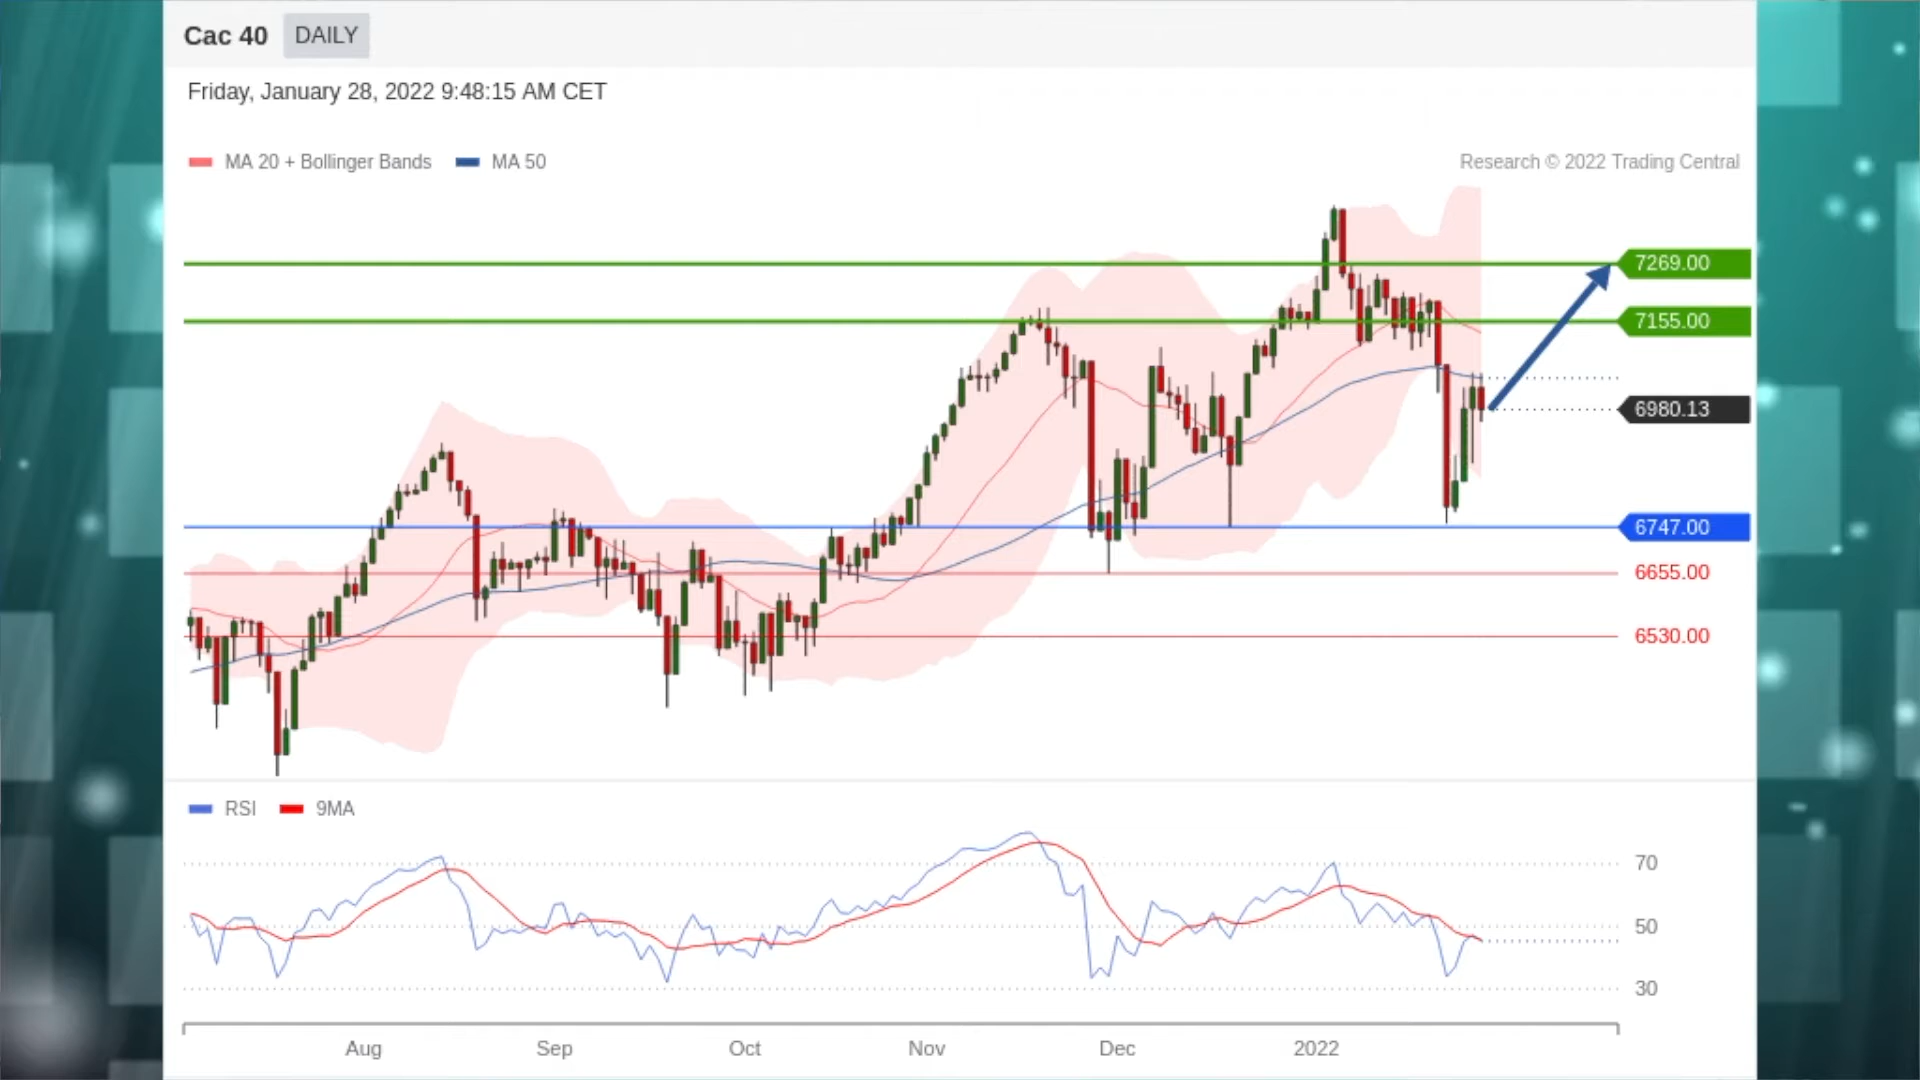 Cac 40 DAILY
Friday, January 28, 2022 9:48:15 AM CET
MA 20 + Bollinger Bands MA 50
Research © 2022 Trading Central
7269.00
7155.00
6980.13
6747.00
6655.00
6530.00
RSI 9MA
70
50
30
Aug Sep Oct Nov Dec 2022